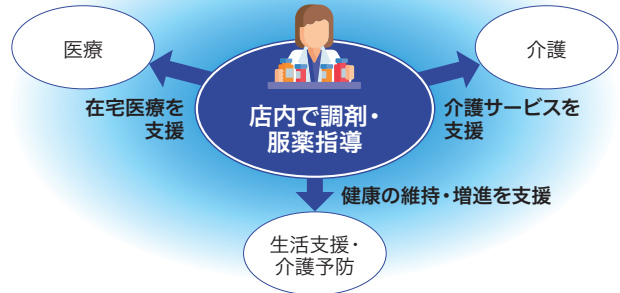 医療
介護
在宅医療を
支援
店内で調剤・
服薬指導
介護サービスを
支援
健康の維持・増進を支援
生活支援・
介護予防